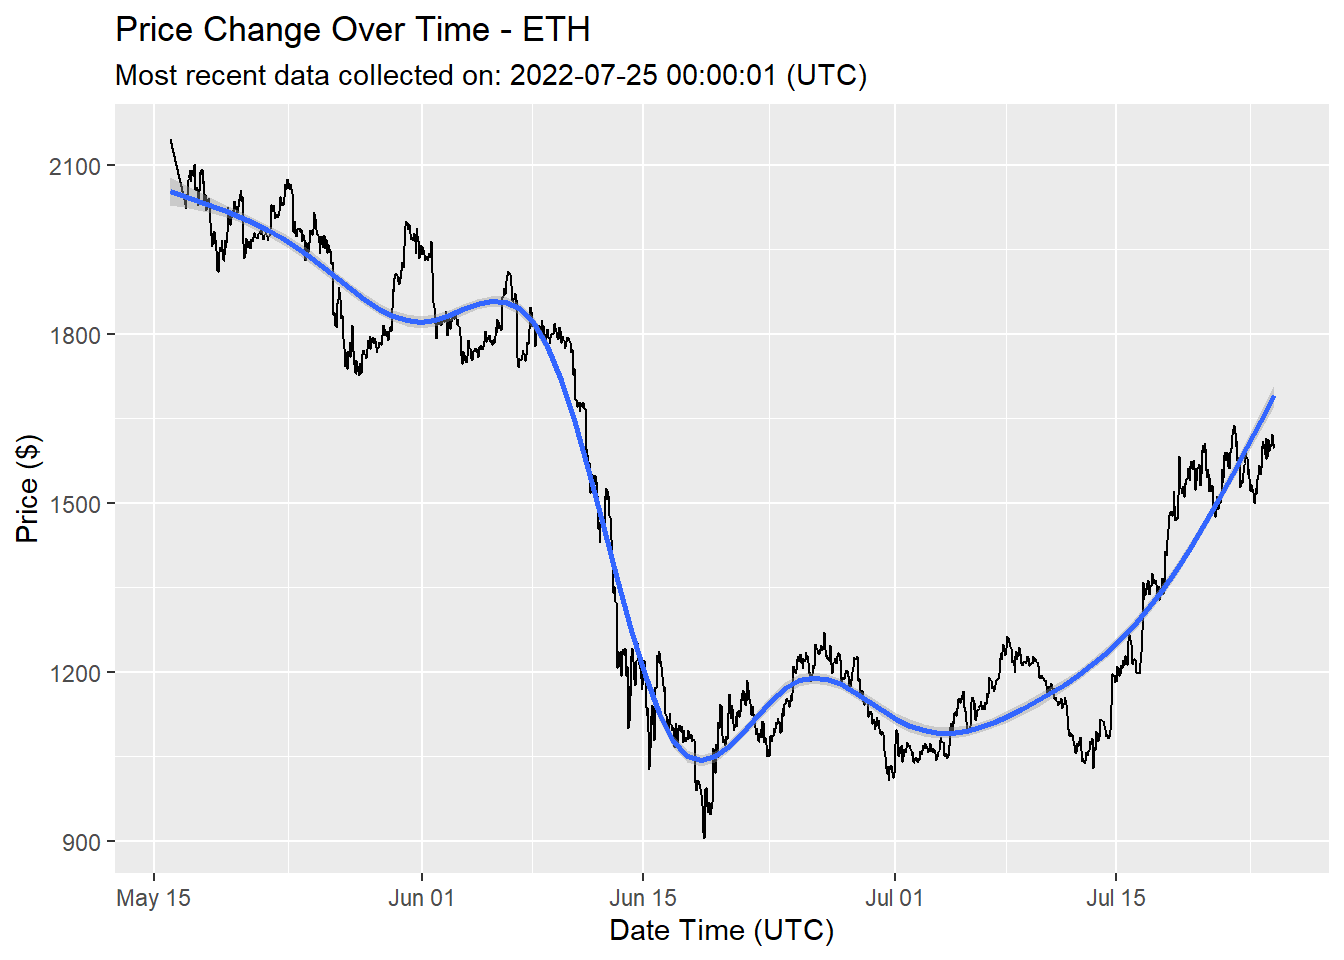 Price Change Over Time - ETH
Most recent data collected on: 2022-07-25 00:00:01 (UTC)
Price ($)
2100
1800
1500
1200
900
May 15
Jun 01
Jun 15
Jul 01
Jul 15
Date Time (UTC)